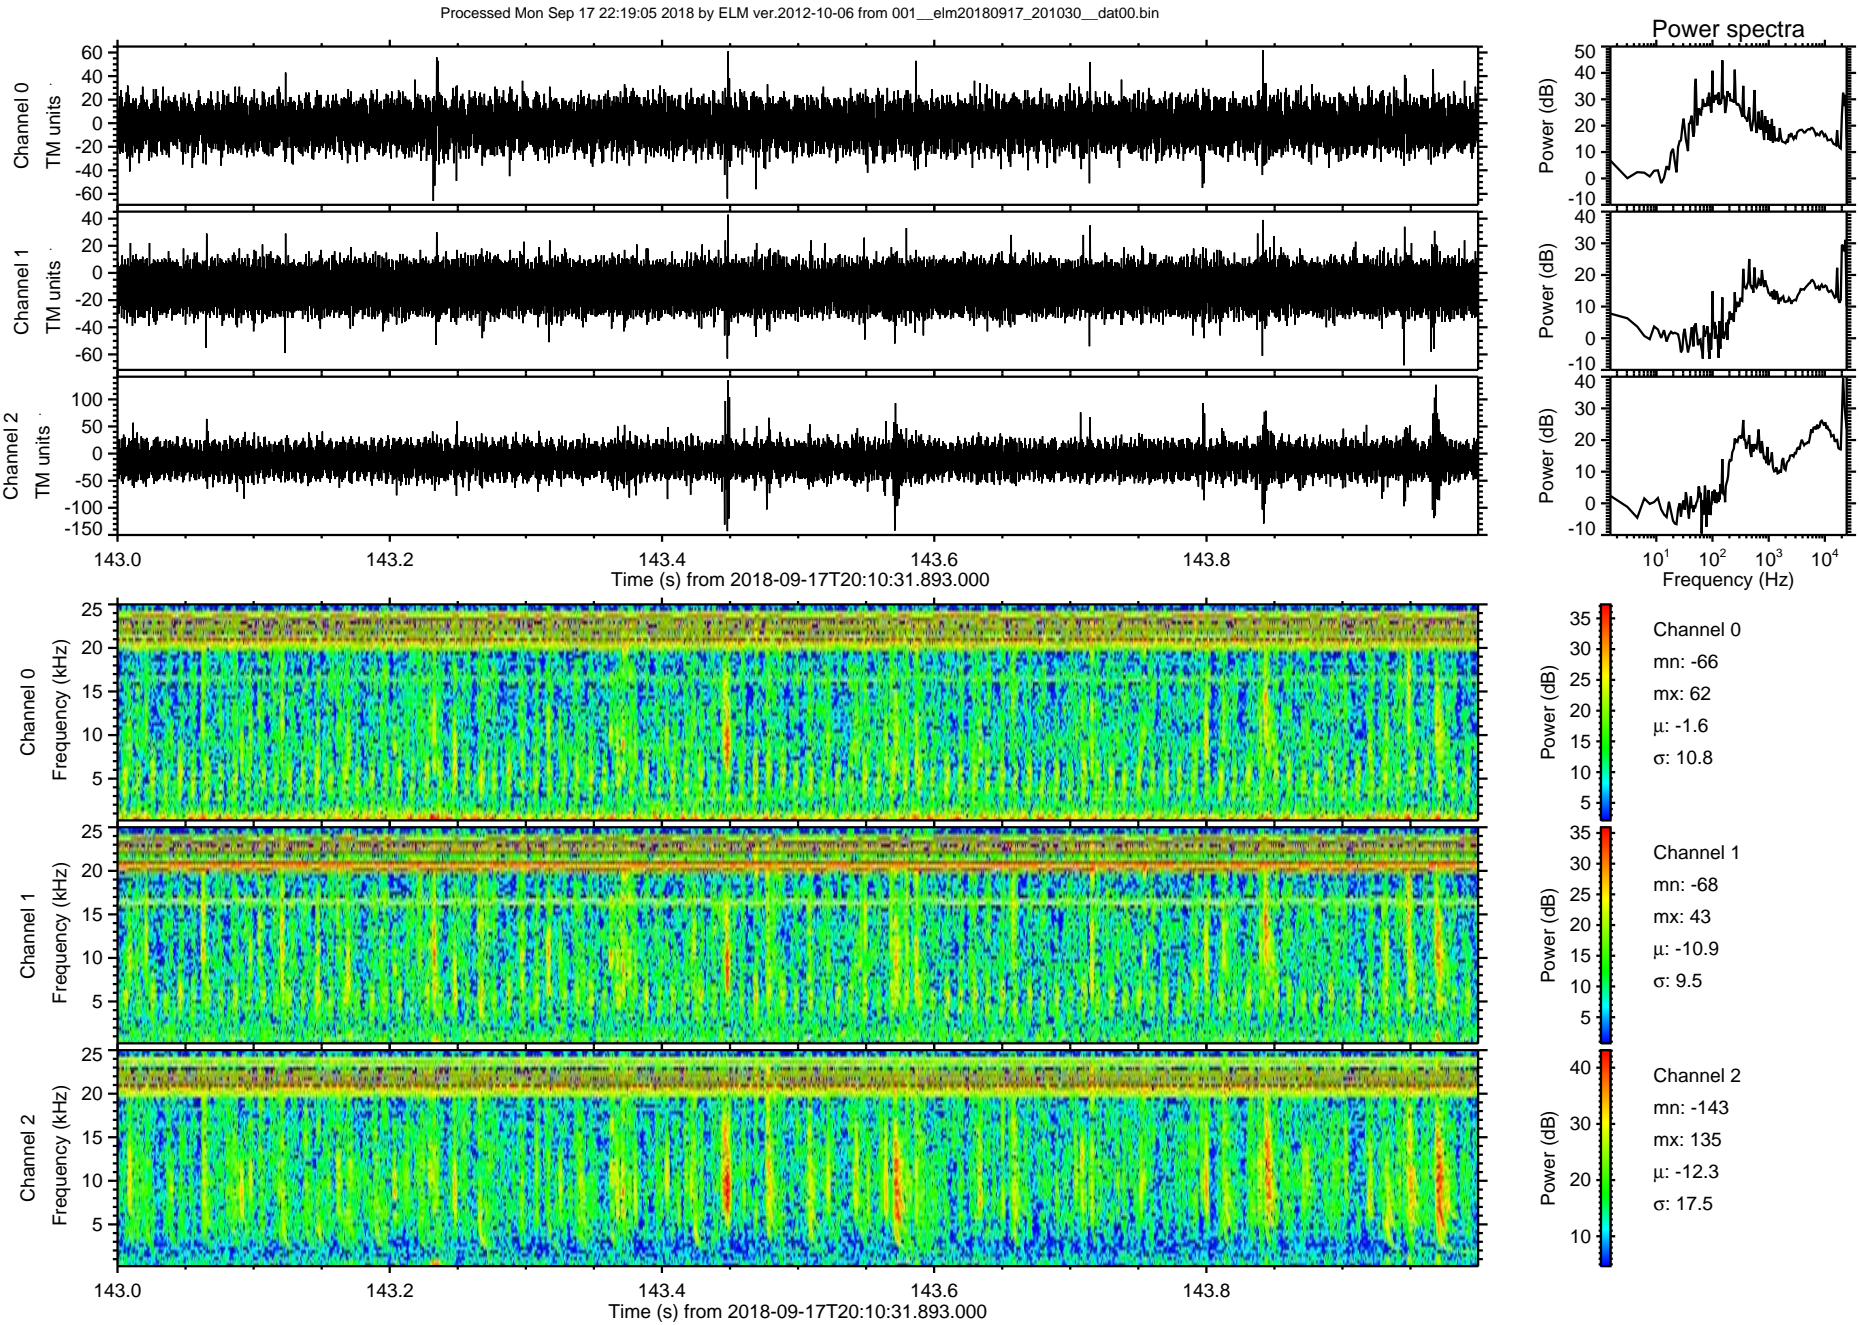 Processed Mon Sep 17 22:19:05 2018 by ELM ver.2012-10-06 from 001__elm20180917_201030__dat00.bin
Power spectra
Channel 0
TM units
60
40
20
0
-20
-40
-60
Power (dB)
50
40
30
20
10
0
-10
Channel 1
TM units
40
20
0
-20
-40
-60
Power (dB)
40
30
20
10
0
-10
Channel 2
TM units
100
50
0
-50
-100
-150
Power (dB)
40
30
20
10
0
-10
143.0 143.2 143.4 143.6 143.8
Time (s) from 2018-09-17T20:10:31.893.000
10¹ 10² 10³ 10⁴
Frequency (Hz)
Channel 0
Frequency (kHz)
25
20
15
10
5
Power (dB)
35
30
25
20
15
10
5
Channel 0
mn: -66
mx: 62
µ: -1.6
σ: 10.8
Channel 1
Frequency (kHz)
25
20
15
10
5
Power (dB)
35
30
25
20
15
10
5
Channel 1
mn: -68
mx: 43
µ: -10.9
σ: 9.5
Channel 2
Frequency (kHz)
25
20
15
10
5
Power (dB)
40
30
20
10
Channel 2
mn: -143
mx: 135
µ: -12.3
σ: 17.5
143.0 143.2 143.4 143.6 143.8
Time (s) from 2018-09-17T20:10:31.893.000